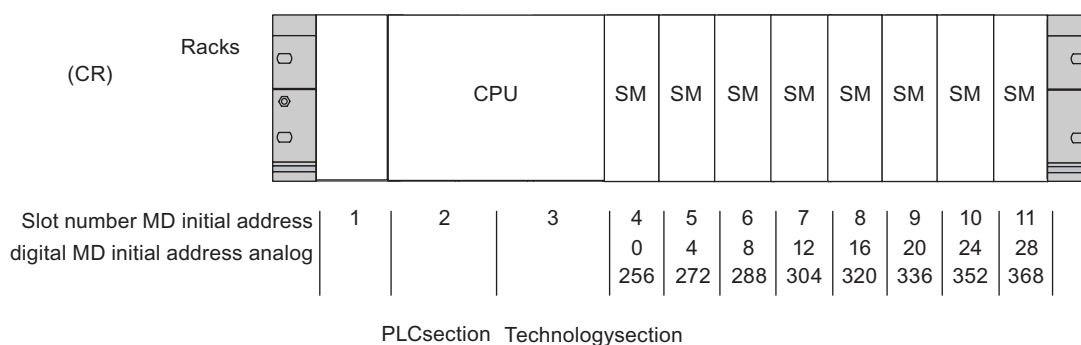 Racks
(CR)
CPU SM SM SM SM SM SM SM SM
Slot number MD initial address 1 2 3 4 5 6 7 8 9 10 11
digital MD initial address analog 0 4 8 12 16 20 24 28
256 272 288 304 320 336 352 368
PLCsection Technologysection